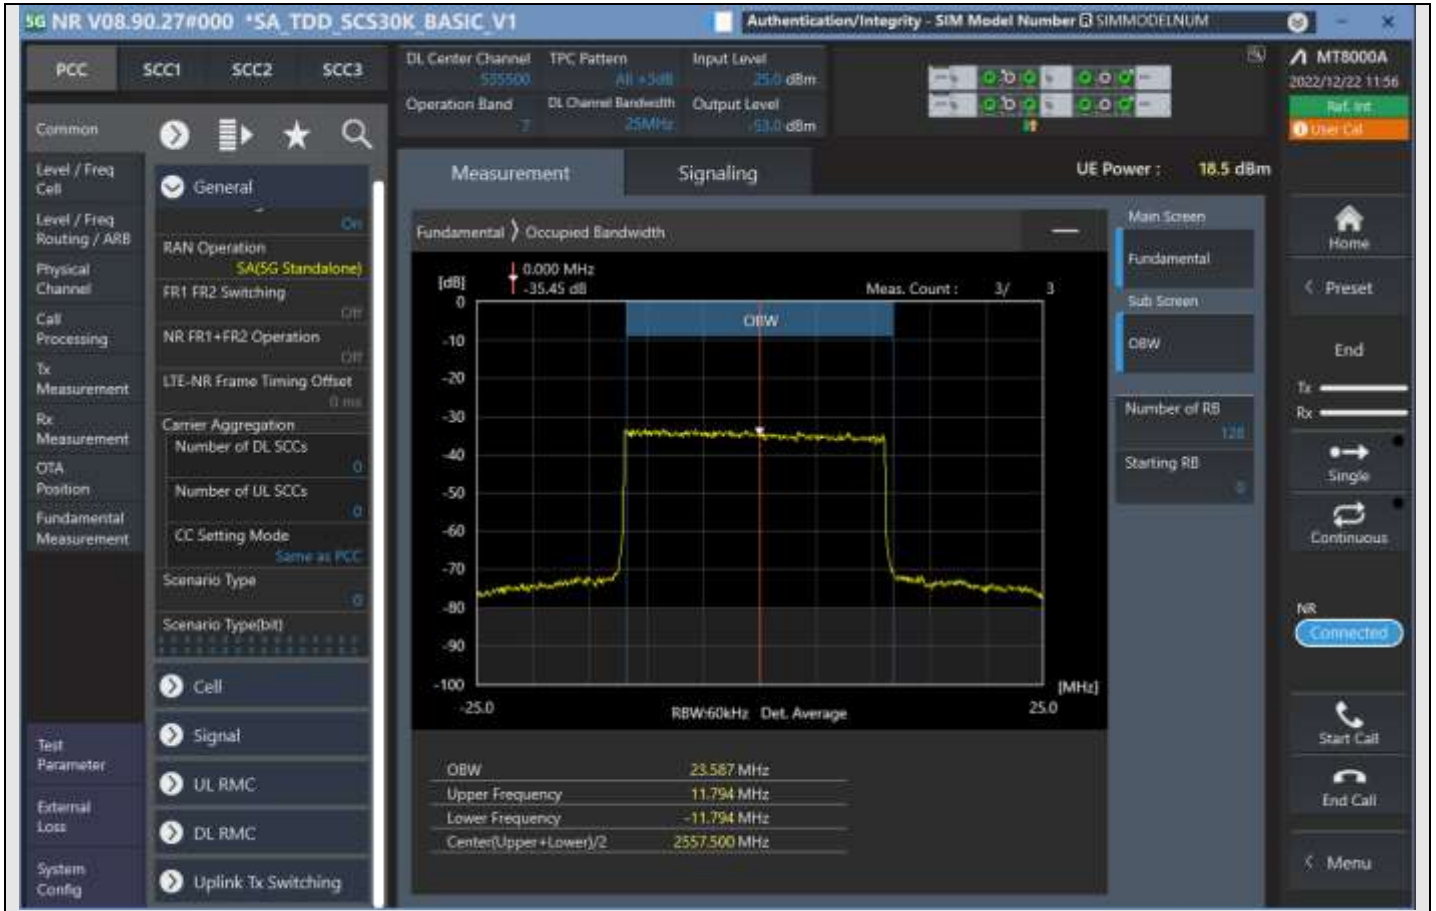 5G NR V08.90.27#000 *SA_TDD_SCS30K_BASIC_V1
Authentication/Integrity - SIM Model Number SIMMODELNUM
PCC SCC1 SCC2 SCC3
DL Center Channel
535500
TPC Pattern
All +3dB
Input Level
25.0 dBm
Operation Band
7
DL Channel Bandwidth
25MHz
Output Level
-53.0 dBm
MT8000A
2022/12/22 11:56
Ref. Int
User Cal
Measurement Signaling
UE Power : 18.5 dBm
Common
Level / Freq
Cell
Level / Freq
Routing / ARB
Physical
Channel
Call
Processing
Tx
Measurement
Rx
Measurement
OTA
Position
Fundamental
Measurement
Test
Parameter
External
Loss
System
Config
General
On
RAN Operation
SA(5G Standalone)
FR1 FR2 Switching
Off
NR FR1+FR2 Operation
Off
LTE-NR Frame Timing Offset
0 ms
Carrier Aggregation
Number of DL SCCs
0
Number of UL SCCs
0
CC Setting Mode
Same as PCC
Scenario Type
0
Scenario Type(bit)
Cell
Signal
UL RMC
DL RMC
Uplink Tx Switching
Fundamental Occupied Bandwidth
[dB]
0.000 MHz
-35.45 dB
Meas. Count : 3/ 3
OBW
0
-10
-20
-30
-40
-50
-60
-70
-80
-90
-100
[MHz]
-25.0
RBW:60kHz Det. Average
25.0
OBW 23.587 MHz
Upper Frequency 11.794 MHz
Lower Frequency -11.794 MHz
Center(Upper+Lower)/2 2557.500 MHz
Main Screen
Fundamental
Sub Screen
OBW
Number of RB
128
Starting RB
0
Home
Preset
End
Tx
Rx
Single
Continuous
NR
Connected
Start Call
End Call
Menu